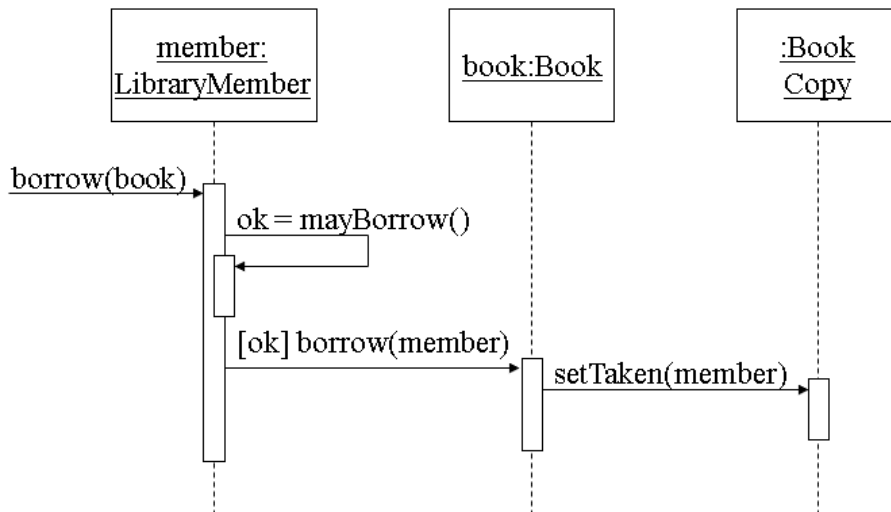 member:
LibraryMember
book:Book
:Book
Copy
borrow(book)
ok = mayBorrow()
[ok] borrow(member)
setTaken(member)